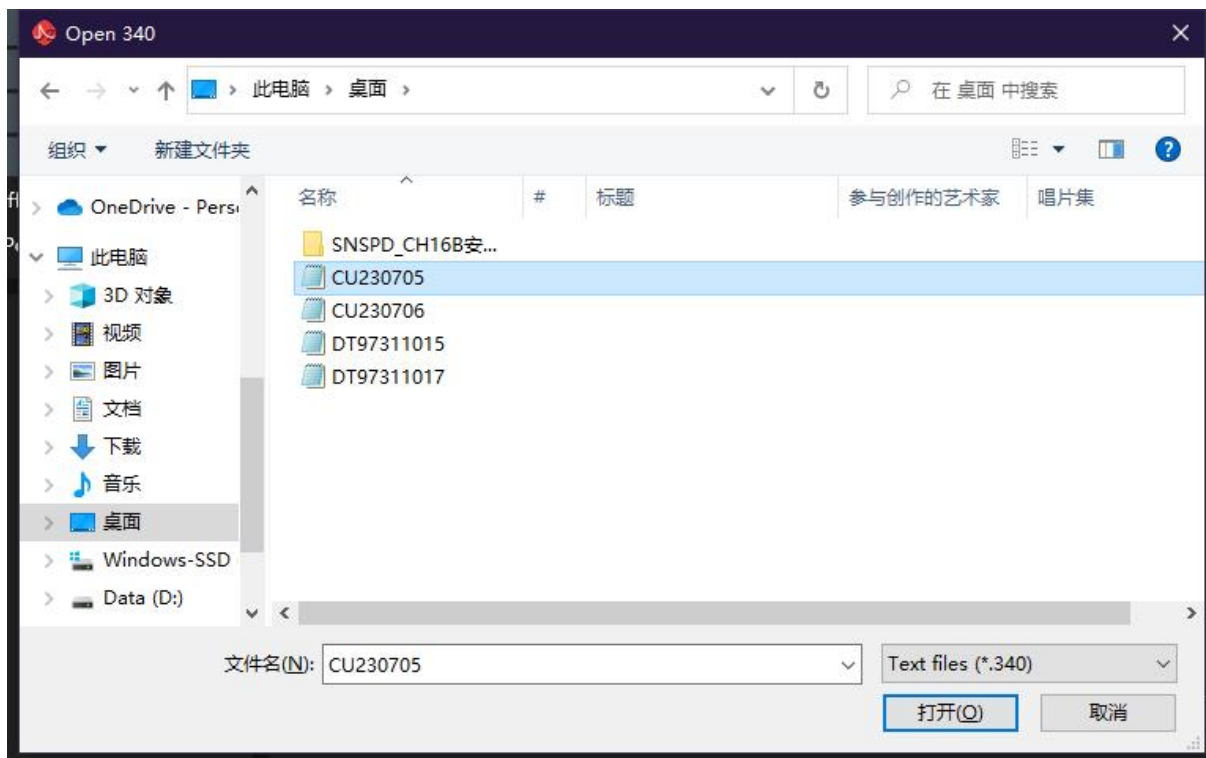 Open 340
此电脑 › 桌面 ›
在 桌面 中搜索
组织
新建文件夹
OneDrive - Pers
此电脑
3D 对象
视频
图片
文档
下载
音乐
桌面
Windows-SSD
Data (D:)
名称 # 标题 参与创作的艺术家 唱片集
SNSPD_CH16B安...
CU230705
CU230706
DT97311015
DT97311017
文件名(N): CU230705
Text files (*.340)
打开(O)
取消